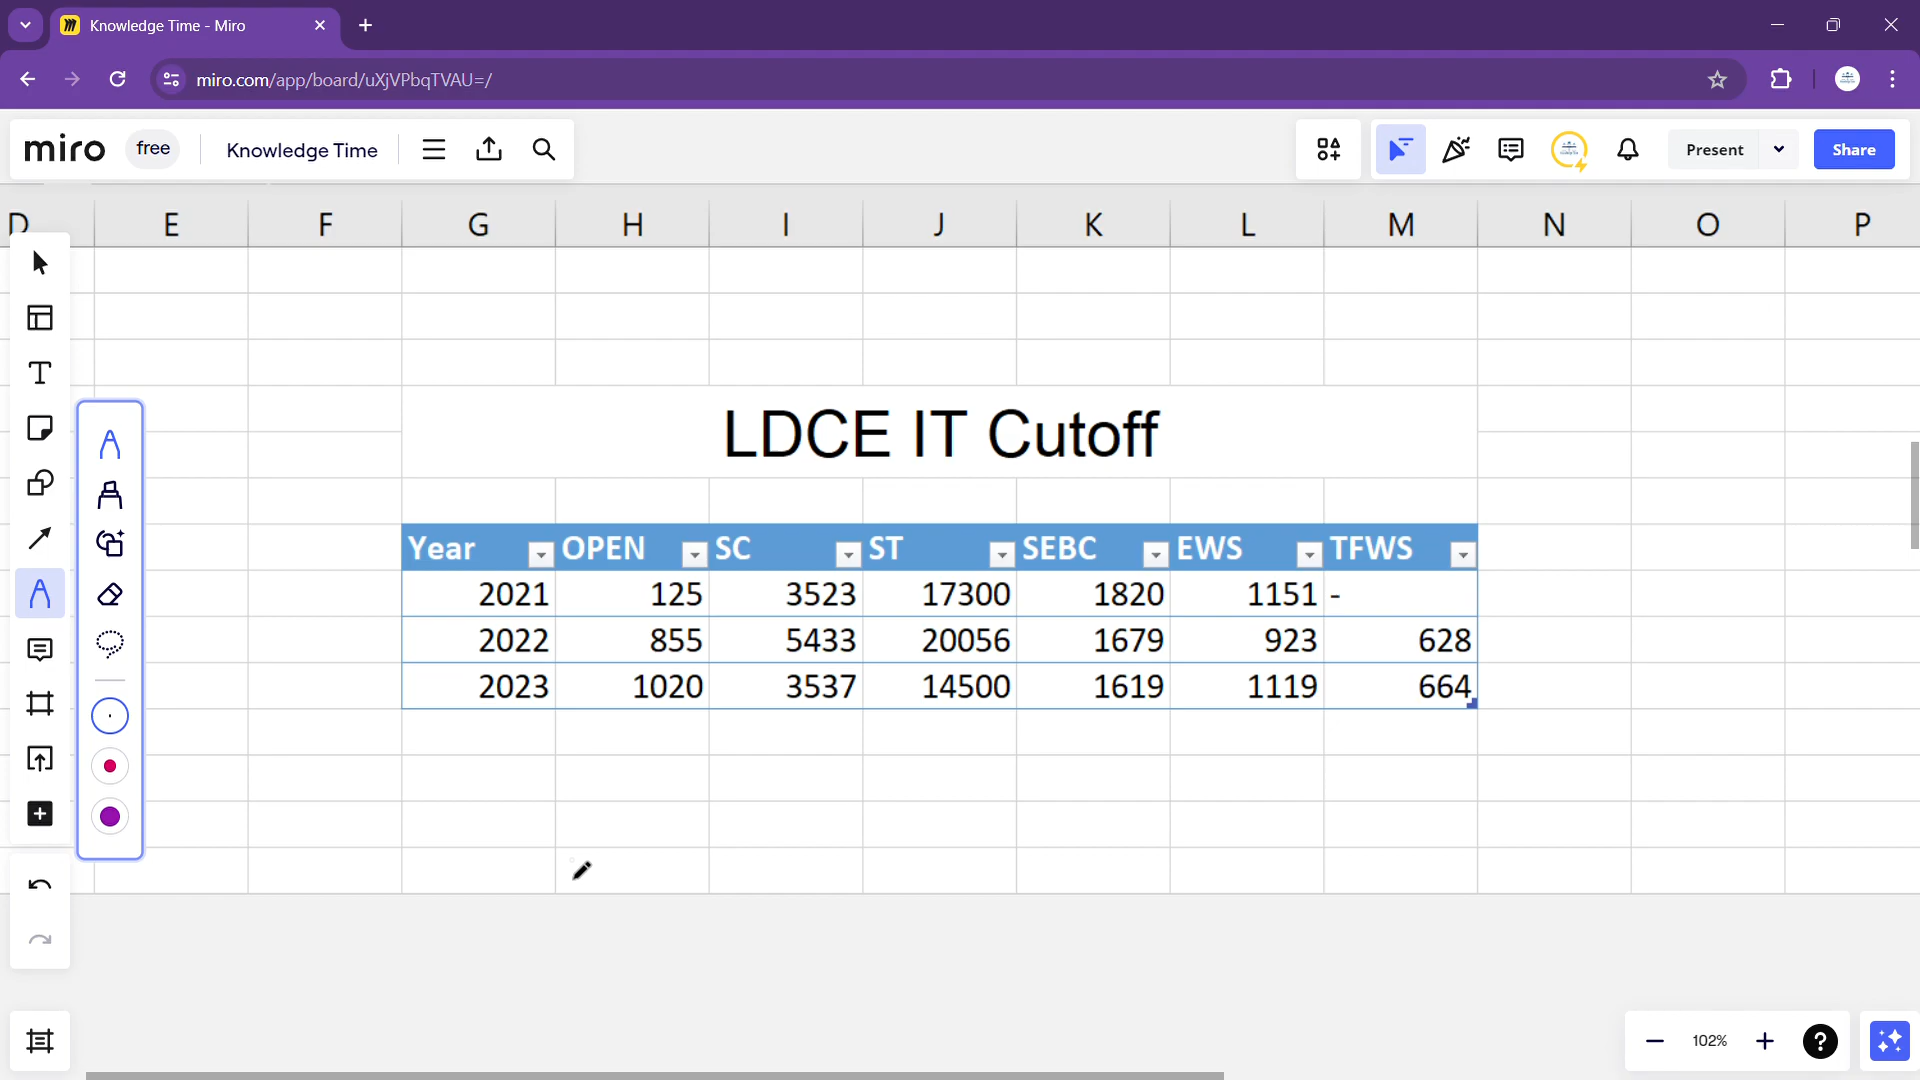 Knowledge Time - Miro
miro.com/app/board/uXjVPbqTVAU=/
miro free Knowledge Time Present Share
D E F G H I J K L M N O P
LDCE IT Cutoff
Year OPEN SC ST SEBC EWS TFWS
2021 125 3523 17300 1820 1151 -
2022 855 5433 20056 1679 923 628
2023 1020 3537 14500 1619 1119 664
102%